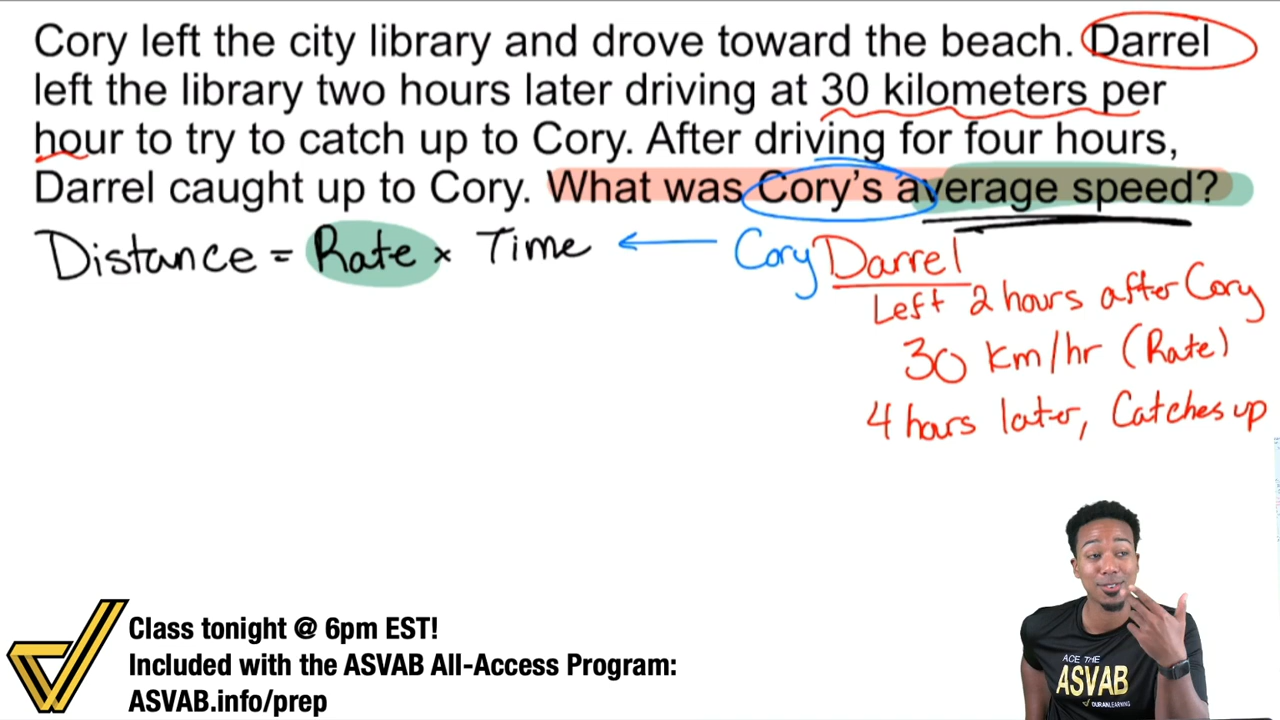 Cory left the city library and drove toward the beach. Darrel
left the library two hours later driving at 30 kilometers per
hour to try to catch up to Cory. After driving for four hours,
Darrel caught up to Cory. What was Cory's average speed?
Distance = Rate × Time ← Cory Darrel
Left 2 hours after Cory
30 km/hr (Rate)
4 hours later, Catches up
Class tonight @ 6pm EST!
Included with the ASVAB All-Access Program:
ASVAB.info/prep
ACE THE
ASVAB
DURANLEARNING